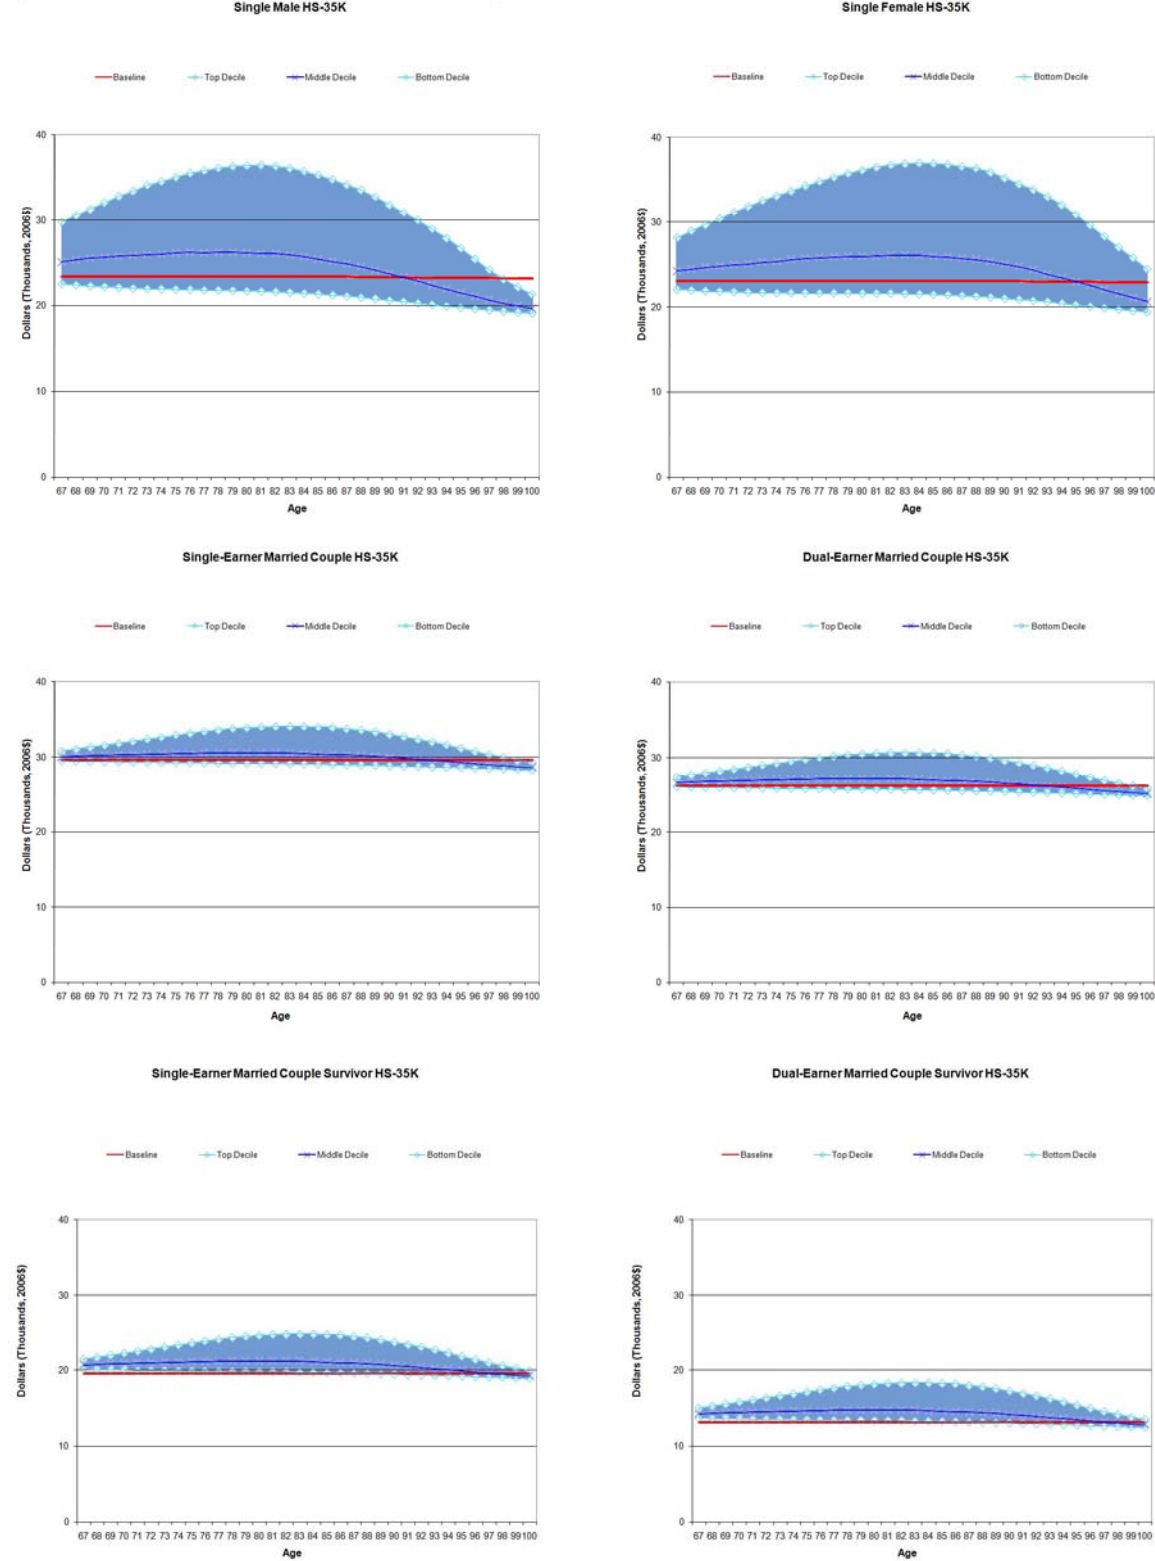 Single Male HS-35K
Single Female HS-35K
Baseline Top Decile Middle Decile Bottom Decile
Baseline Top Decile Middle Decile Bottom Decile
40
30
20
10
0
Dollars (Thousands, 2006$)
67 68 69 70 71 72 73 74 75 76 77 78 79 80 81 82 83 84 85 86 87 88 89 90 91 92 93 94 95 96 97 98 99 100
Age
40
30
20
10
0
Dollars (Thousands, 2006$)
67 68 69 70 71 72 73 74 75 76 77 78 79 80 81 82 83 84 85 86 87 88 89 90 91 92 93 94 95 96 97 98 99 100
Age
Single-Earner Married Couple HS-35K
Dual-Earner Married Couple HS-35K
Baseline Top Decile Middle Decile Bottom Decile
Baseline Top Decile Middle Decile Bottom Decile
40
30
20
10
0
Dollars (Thousands, 2006$)
67 68 69 70 71 72 73 74 75 76 77 78 79 80 81 82 83 84 85 86 87 88 89 90 91 92 93 94 95 96 97 98 99 100
Age
40
30
20
10
0
Dollars (Thousands, 2006$)
67 68 69 70 71 72 73 74 75 76 77 78 79 80 81 82 83 84 85 86 87 88 89 90 91 92 93 94 95 96 97 98 99 100
Age
Single-Earner Married Couple Survivor HS-35K
Dual-Earner Married Couple Survivor HS-35K
Baseline Top Decile Middle Decile Bottom Decile
Baseline Top Decile Middle Decile Bottom Decile
40
30
20
10
0
Dollars (Thousands, 2006$)
67 68 69 70 71 72 73 74 75 76 77 78 79 80 81 82 83 84 85 86 87 88 89 90 91 92 93 94 95 96 97 98 99 100
Age
40
30
20
10
0
Dollars (Thousands, 2006$)
67 68 69 70 71 72 73 74 75 76 77 78 79 80 81 82 83 84 85 86 87 88 89 90 91 92 93 94 95 96 97 98 99 100
Age